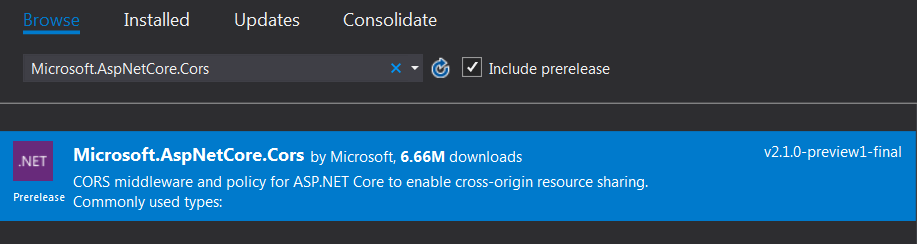 Browse Installed Updates Consolidate
Microsoft.AspNetCore.Cors Include prerelease
.NET Microsoft.AspNetCore.Cors by Microsoft, 6.66M downloads v2.1.0-preview1-final
CORS middleware and policy for ASP.NET Core to enable cross-origin resource sharing.
Prerelease Commonly used types: